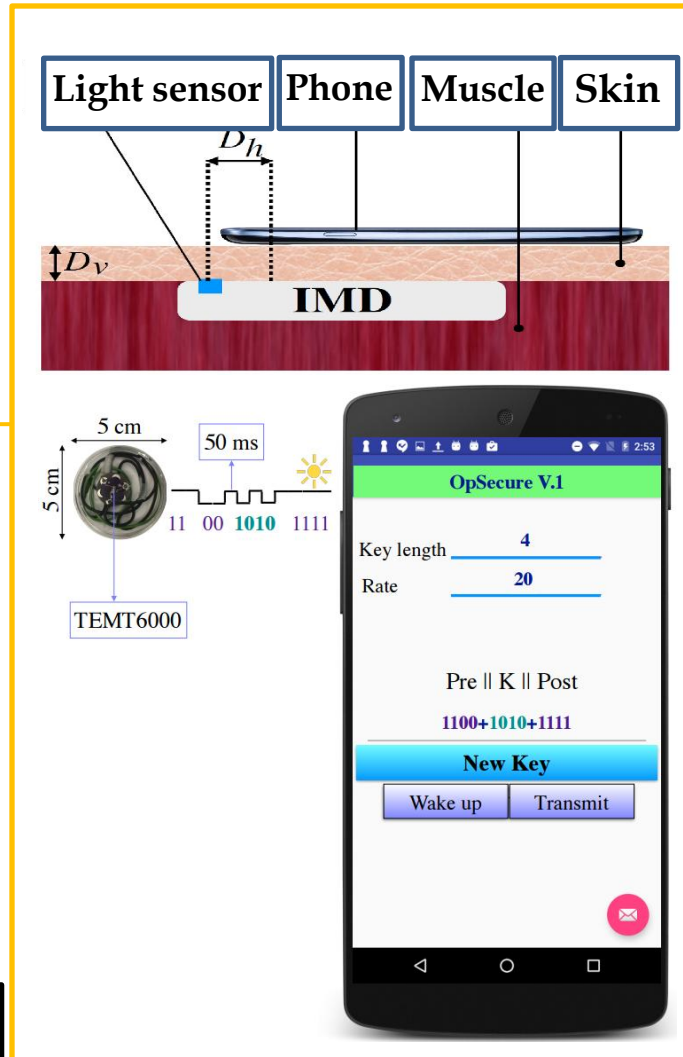 Light sensor Phone Muscle Skin
D_h
D_v
IMD
5 cm
5 cm
50 ms
11 00 1010 1111
TEMT6000
2:53
OpSecure V.1
Key length 4
Rate 20
Pre || K || Post
1100+1010+1111
New Key
Wake up Transmit